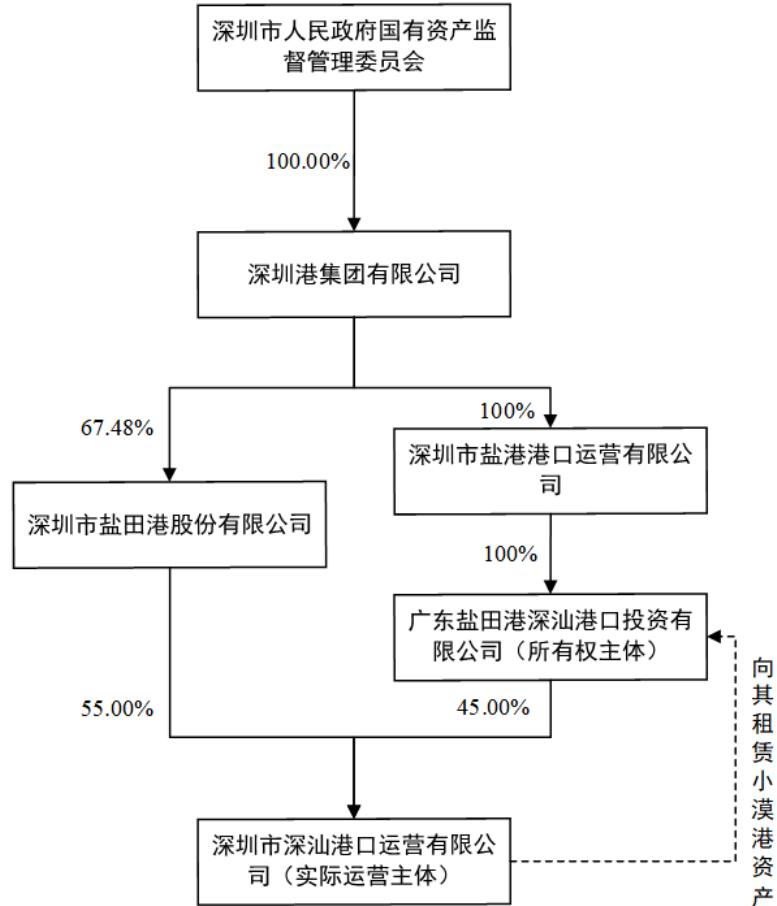 深圳市人民政府国有资产监
督管理委员会
100.00%
深圳港集团有限公司
67.48%
100%
深圳市盐港港口运营有限公
司
深圳市盐田港股份有限公司
100%
广东盐田港深汕港口投资有
限公司（所有权主体）
55.00%
45.00%
向其租赁小漠港资产
深圳市深汕港口运营有限公
司（实际运营主体）